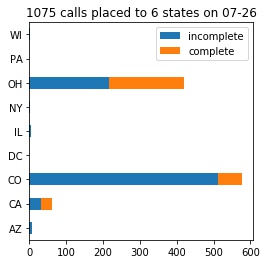 1075 calls placed to 6 states on 07-26
incomplete
complete
WI
PA
OH
NY
IL
DC
CO
CA
AZ
0 100 200 300 400 500 600